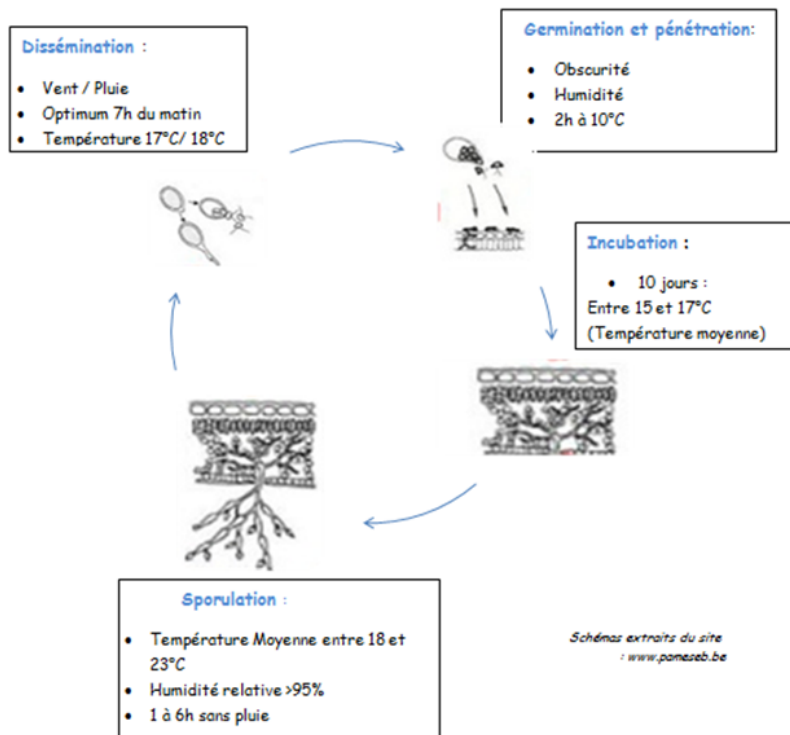 Dissémination :
• Vent / Pluie
• Optimum 7h du matin
• Température 17°C/ 18°C
Germination et pénétration:
• Obscurité
• Humidité
• 2h à 10°C
Incubation :
• 10 jours :
Entre 15 et 17°C
(Température moyenne)
Sporulation :
• Température Moyenne entre 18 et
23°C
• Humidité relative >95%
• 1 à 6h sans pluie
Schémas extraits du site
: www.pameseb.be